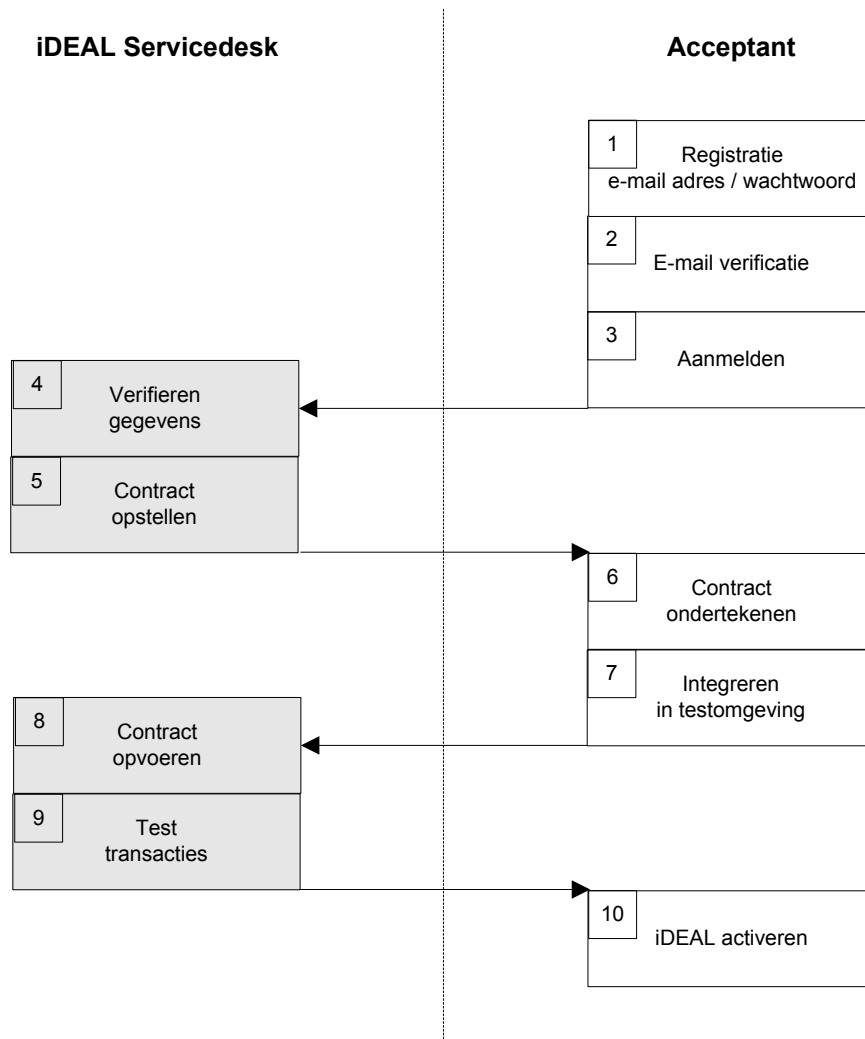 iDEAL Servicedesk
Acceptant
1
Registratie
e-mail adres / wachtwoord
2
E-mail verificatie
3
Aanmelden
4
Verifieren
gegevens
5
Contract
opstellen
6
Contract
ondertekenen
7
Integreren
in testomgeving
8
Contract
opvoeren
9
Test
transacties
10
iDEAL activeren